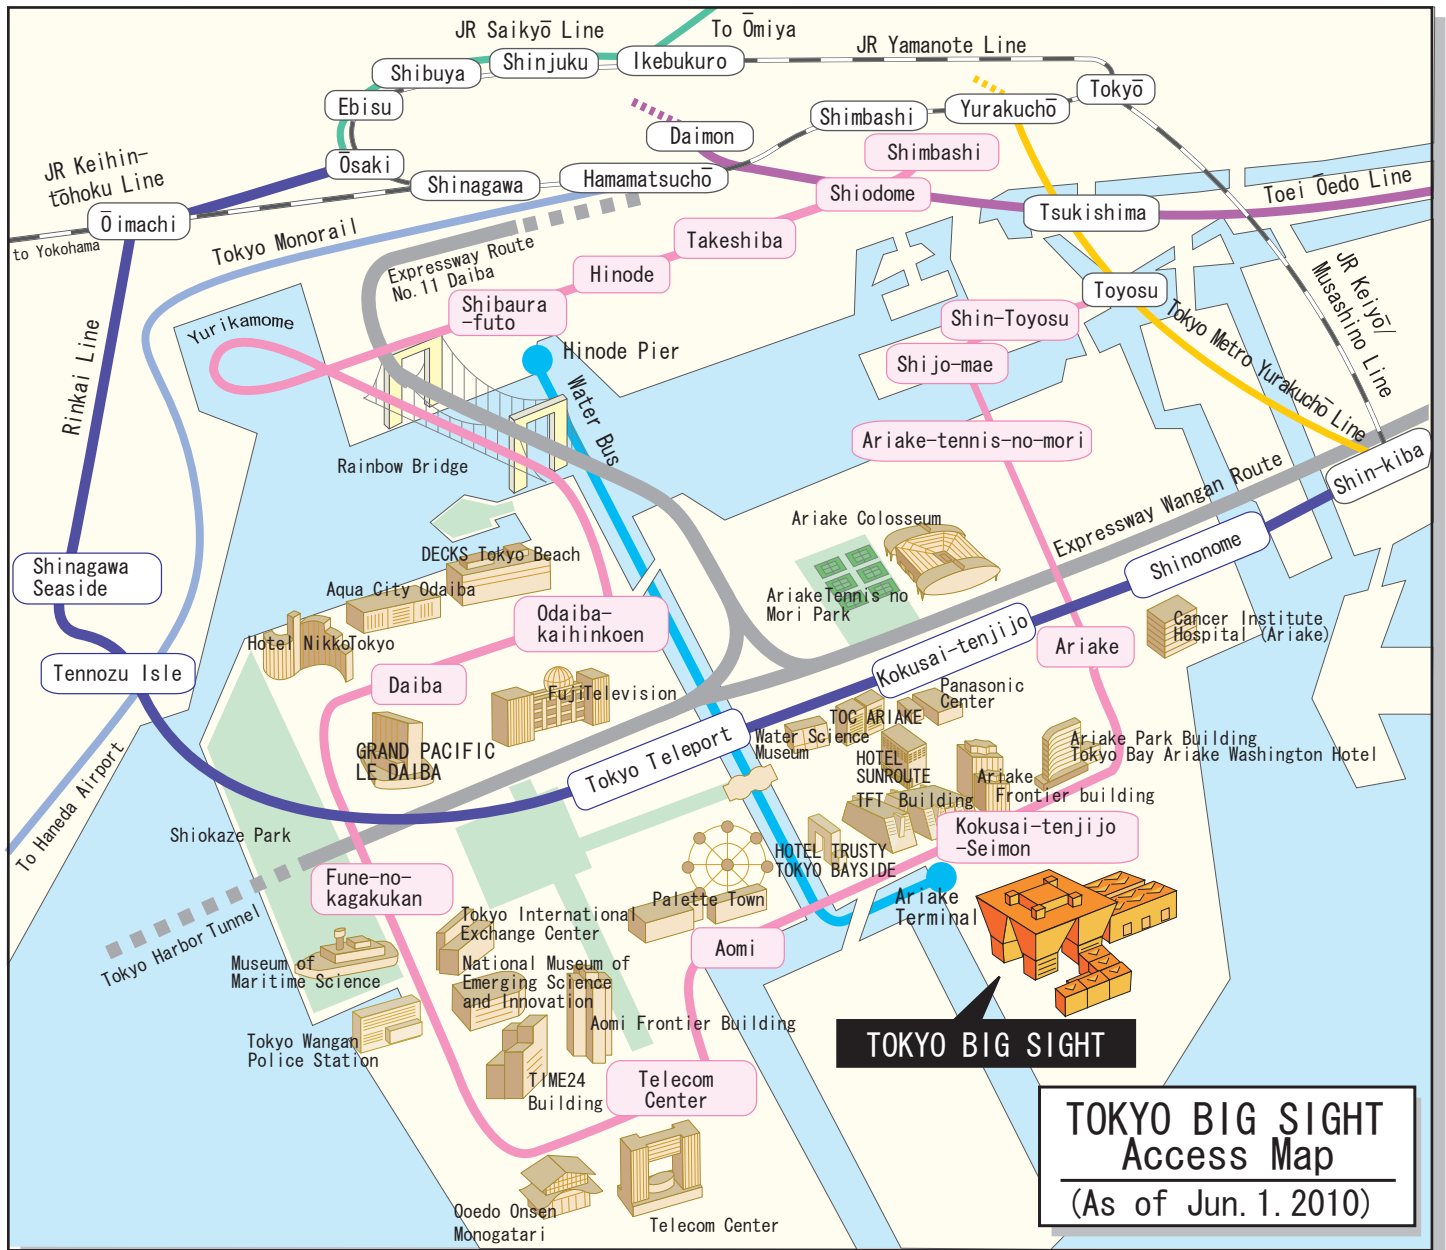 JR Saikyō Line
To Ōmiya
JR Yamanote Line
Shibuya
Shinjuku
Ikebukuro
Ebisu
Tokyō
Yurakuchō
Shimbashi
Daimon
Shimbashi
JR Keihin-
tōhoku Line
Ōsaki
Shinagawa
Hamamatsuchō
Shiodome
Toei Ōedo Line
Ōimachi
to Yokohama
Tokyo Monorail
Tsukishima
Takeshiba
Expressway Route
No.11 Daiba
Hinode
Toyosu
JR Keiyō/
Musashino Line
Shibaura
-futo
Shin-Toyosu
Yurikamome
Rinkai Line
Hinode Pier
Water Bus
Shijo-mae
Tokyo Metro Yurakuchō Line
Ariake-tennis-no-mori
Rainbow Bridge
Shin-kiba
Expressway Wangan Route
Ariake Colosseum
DECKS Tokyo Beach
Shinonome
Shinagawa
Seaside
Aqua City Odaiba
Ariake Tennis no
Mori Park
Odaiba-
kaihinkoen
Cancer Institute
Hospital (Ariake)
Hotel Nikko Tokyo
Kokusai-tenjijo
Ariake
Tennozu Isle
Daiba
Fuji Television
Panasonic
Center
TOC ARIAKE
Water Science
Museum
Tokyo Teleport
GRAND PACIFIC
LE DAIBA
HOTEL
SUNROUTE
Ariake Park Building
Tokyo Bay Ariake Washington Hotel
Ariake
Frontier building
TFT Building
To Haneda Airport
Shiokaze Park
Kokusai-tenjijo
-Seimon
HOTEL TRUSTY
TOKYO BAYSIDE
Fune-no-
kagakukan
Palette Town
Ariake
Terminal
Tokyo Harbor Tunnel
Tokyo International
Exchange Center
Aomi
Museum of
Maritime Science
National Museum of
Emerging Science
and Innovation
Aomi Frontier Building
Tokyo Wangan
Police Station
TOKYO BIG SIGHT
TIME24
Building
Telecom
Center
Ooedo Onsen
Monogatari
Telecom Center
TOKYO BIG SIGHT
Access Map
(As of Jun.1.2010)